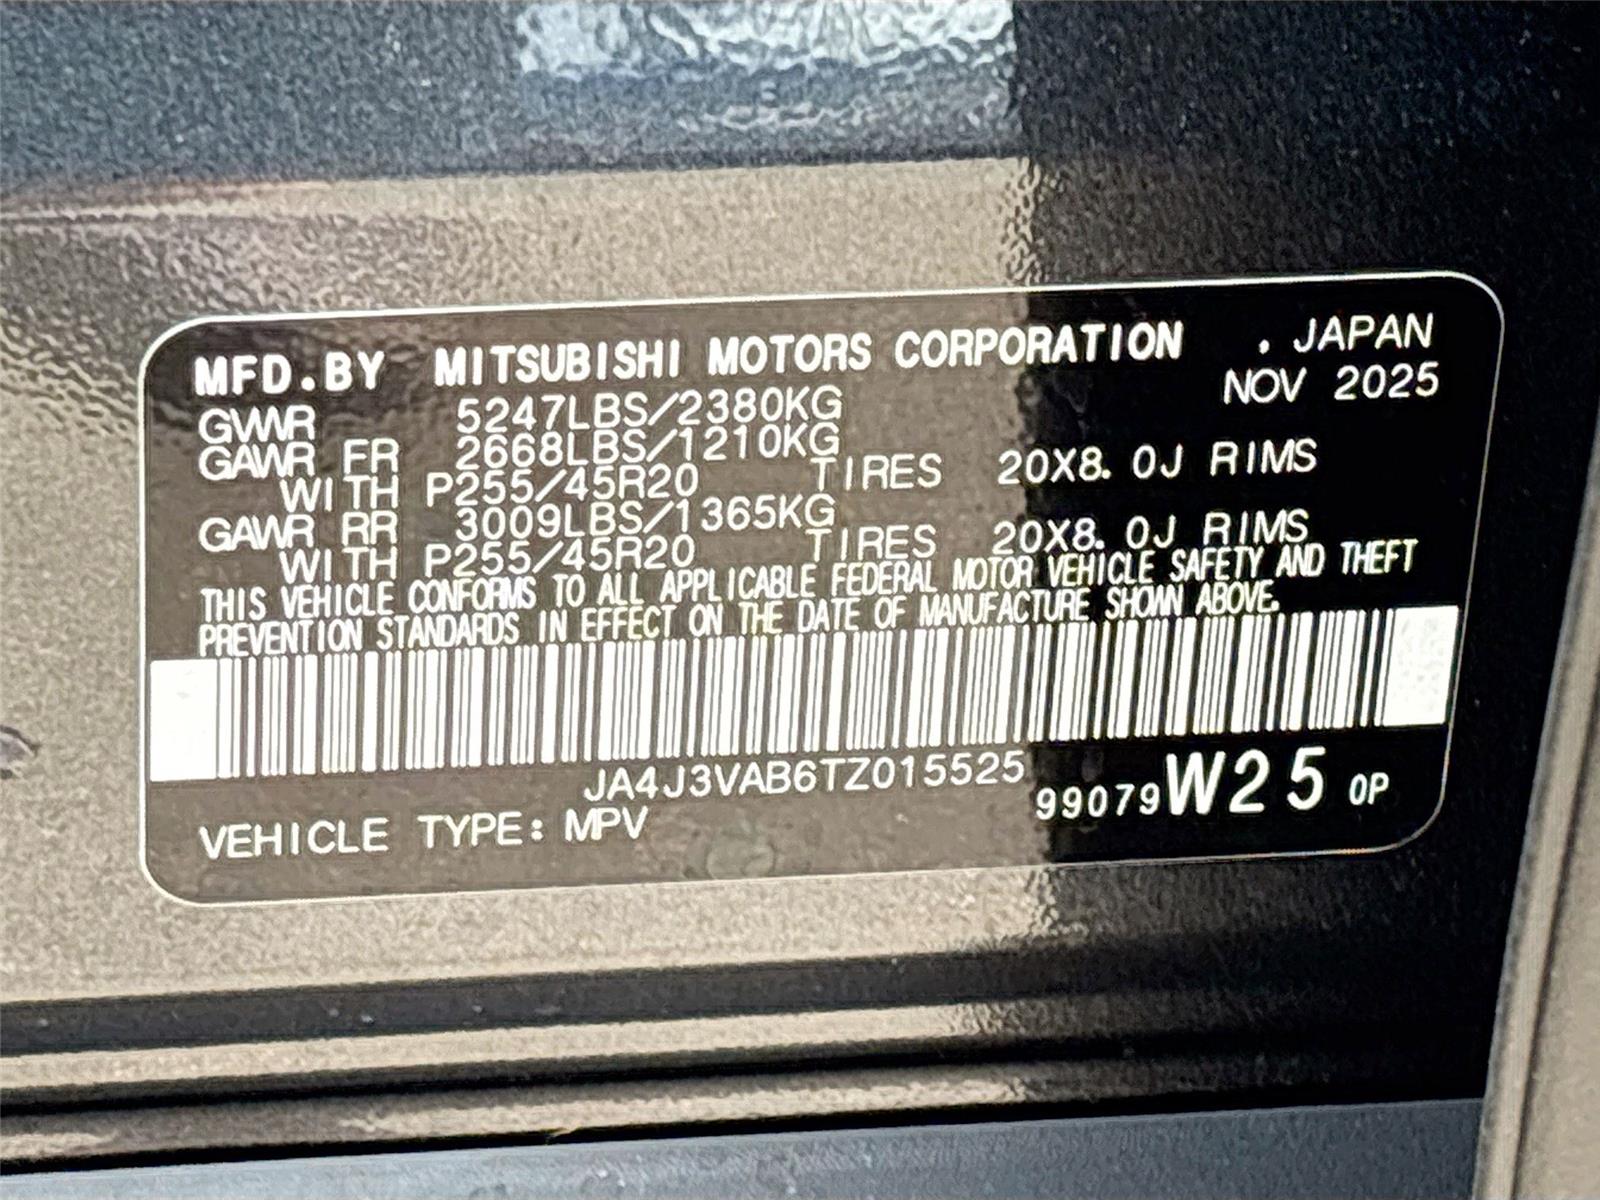 MFD.BY MITSUBISHI MOTORS CORPORATION . JAPAN
NOV 2025
GVWR 5247LBS/2380KG
GAWR FR 2668LBS/1210KG
WITH P255/45R20 TIRES 20X8.0J RIMS
GAWR RR 3009LBS/1365KG
WITH P255/45R20 TIRES 20X8.0J RIMS
THIS VEHICLE CONFORMS TO ALL APPLICABLE FEDERAL MOTOR VEHICLE SAFETY AND THEFT
PREVENTION STANDARDS IN EFFECT ON THE DATE OF MANUFACTURE SHOWN ABOVE.
JA4J3VAB6TZ015525
99079 W25 0P
VEHICLE TYPE: MPV